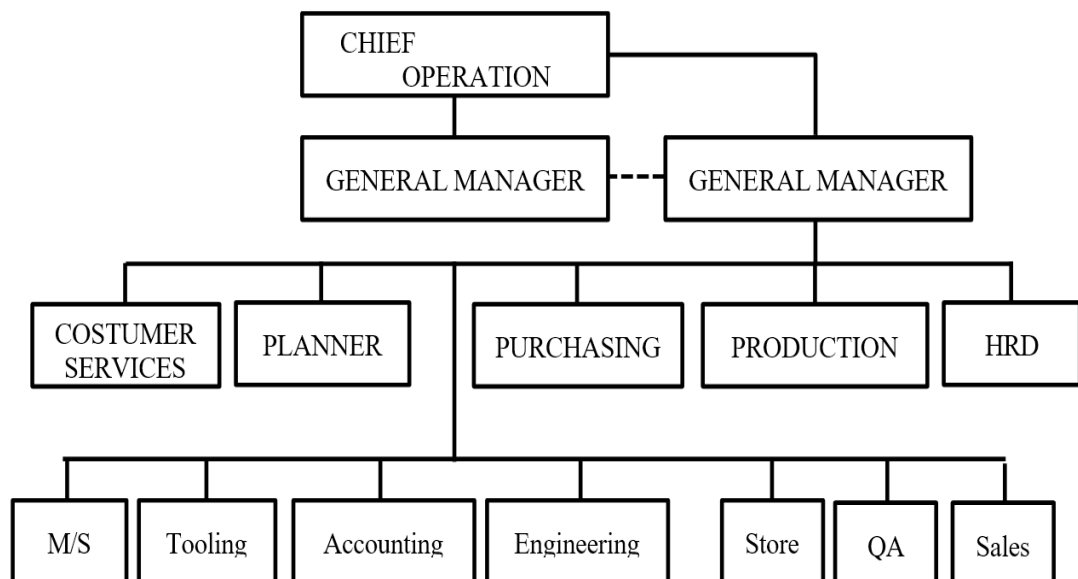 CHIEF
OPERATION
GENERAL MANAGER
GENERAL MANAGER
COSTUMER
SERVICES
PLANNER
PURCHASING
PRODUCTION
HRD
M/S
Tooling
Accounting
Engineering
Store
QA
Sales